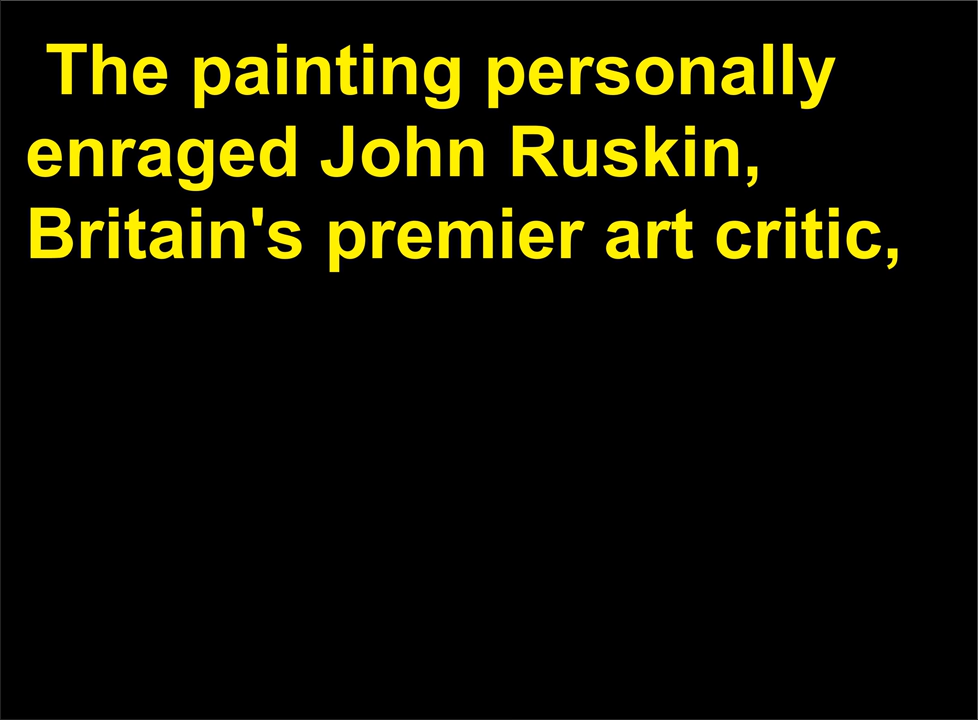 The painting personally
enraged John Ruskin,
Britain's premier art critic,